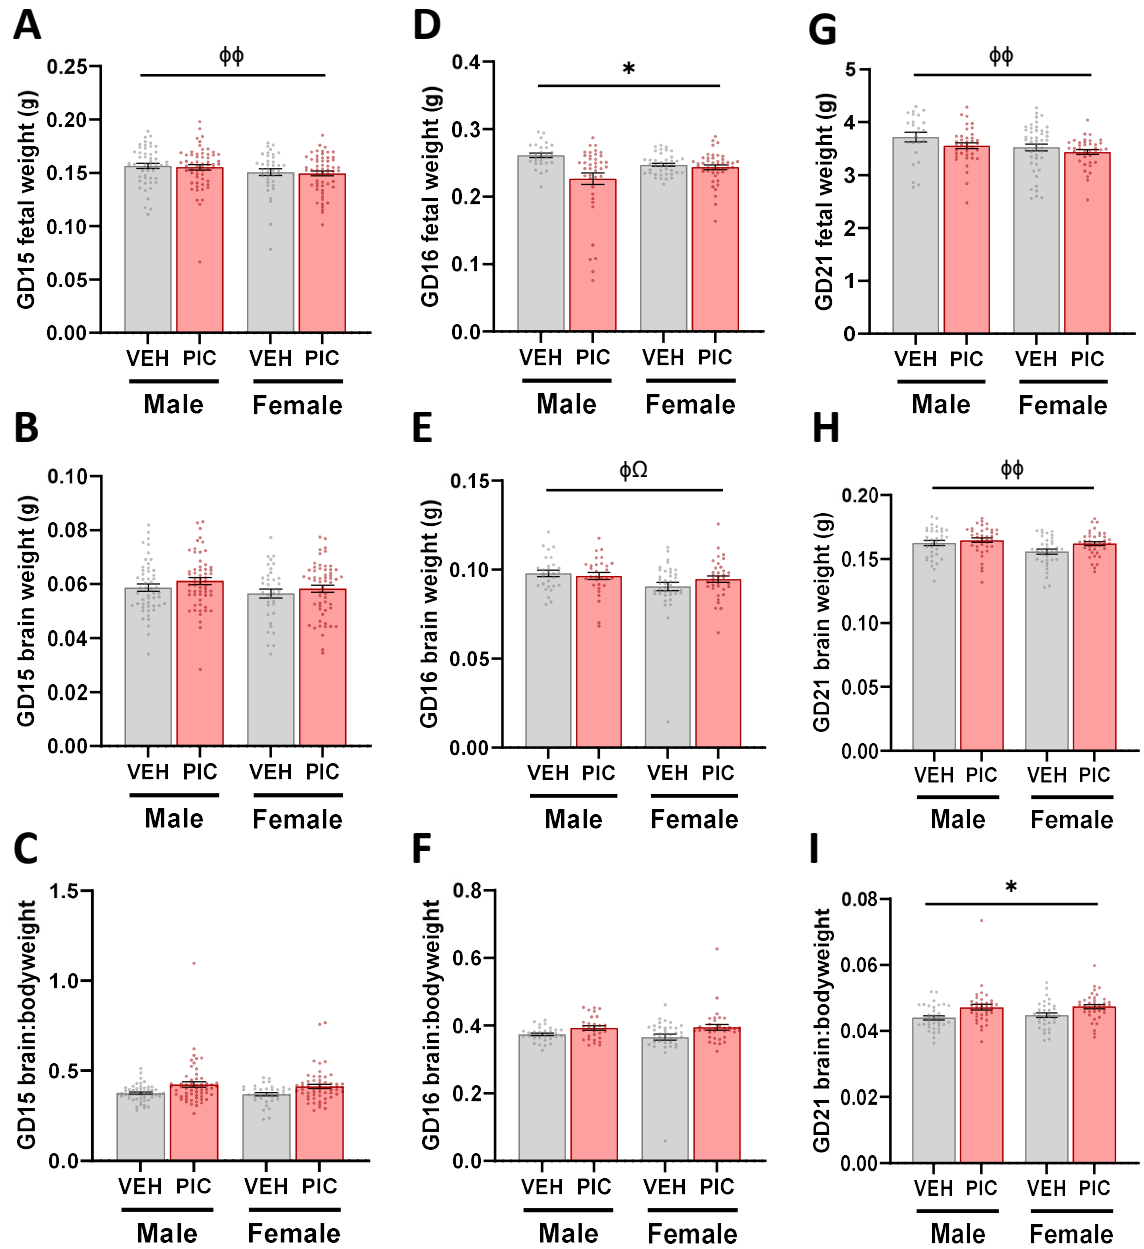 A
GD15 fetal weight (g)
ϕϕ
0.25
0.20
0.15
0.10
0.05
0.00
VEH PIC VEH PIC
Male Female
D
GD16 fetal weight (g)
*
0.4
0.3
0.2
0.1
0.0
VEH PIC VEH PIC
Male Female
G
GD21 fetal weight (g)
ϕϕ
5
4
3
2
1
0
VEH PIC VEH PIC
Male Female
B
GD15 brain weight (g)
0.10
0.08
0.06
0.04
0.02
0.00
VEH PIC VEH PIC
Male Female
E
GD16 brain weight (g)
ϕΩ
0.15
0.10
0.05
0.00
VEH PIC VEH PIC
Male Female
H
GD21 brain weight (g)
ϕϕ
0.20
0.15
0.10
0.05
0.00
VEH PIC VEH PIC
Male Female
C
GD15 brain:bodyweight
1.5
1.0
0.5
0.0
VEH PIC VEH PIC
Male Female
F
GD16 brain:bodyweight
0.8
0.6
0.4
0.2
0.0
VEH PIC VEH PIC
Male Female
I
GD21 brain:bodyweight
*
0.08
0.06
0.04
0.02
0.00
VEH PIC VEH PIC
Male Female